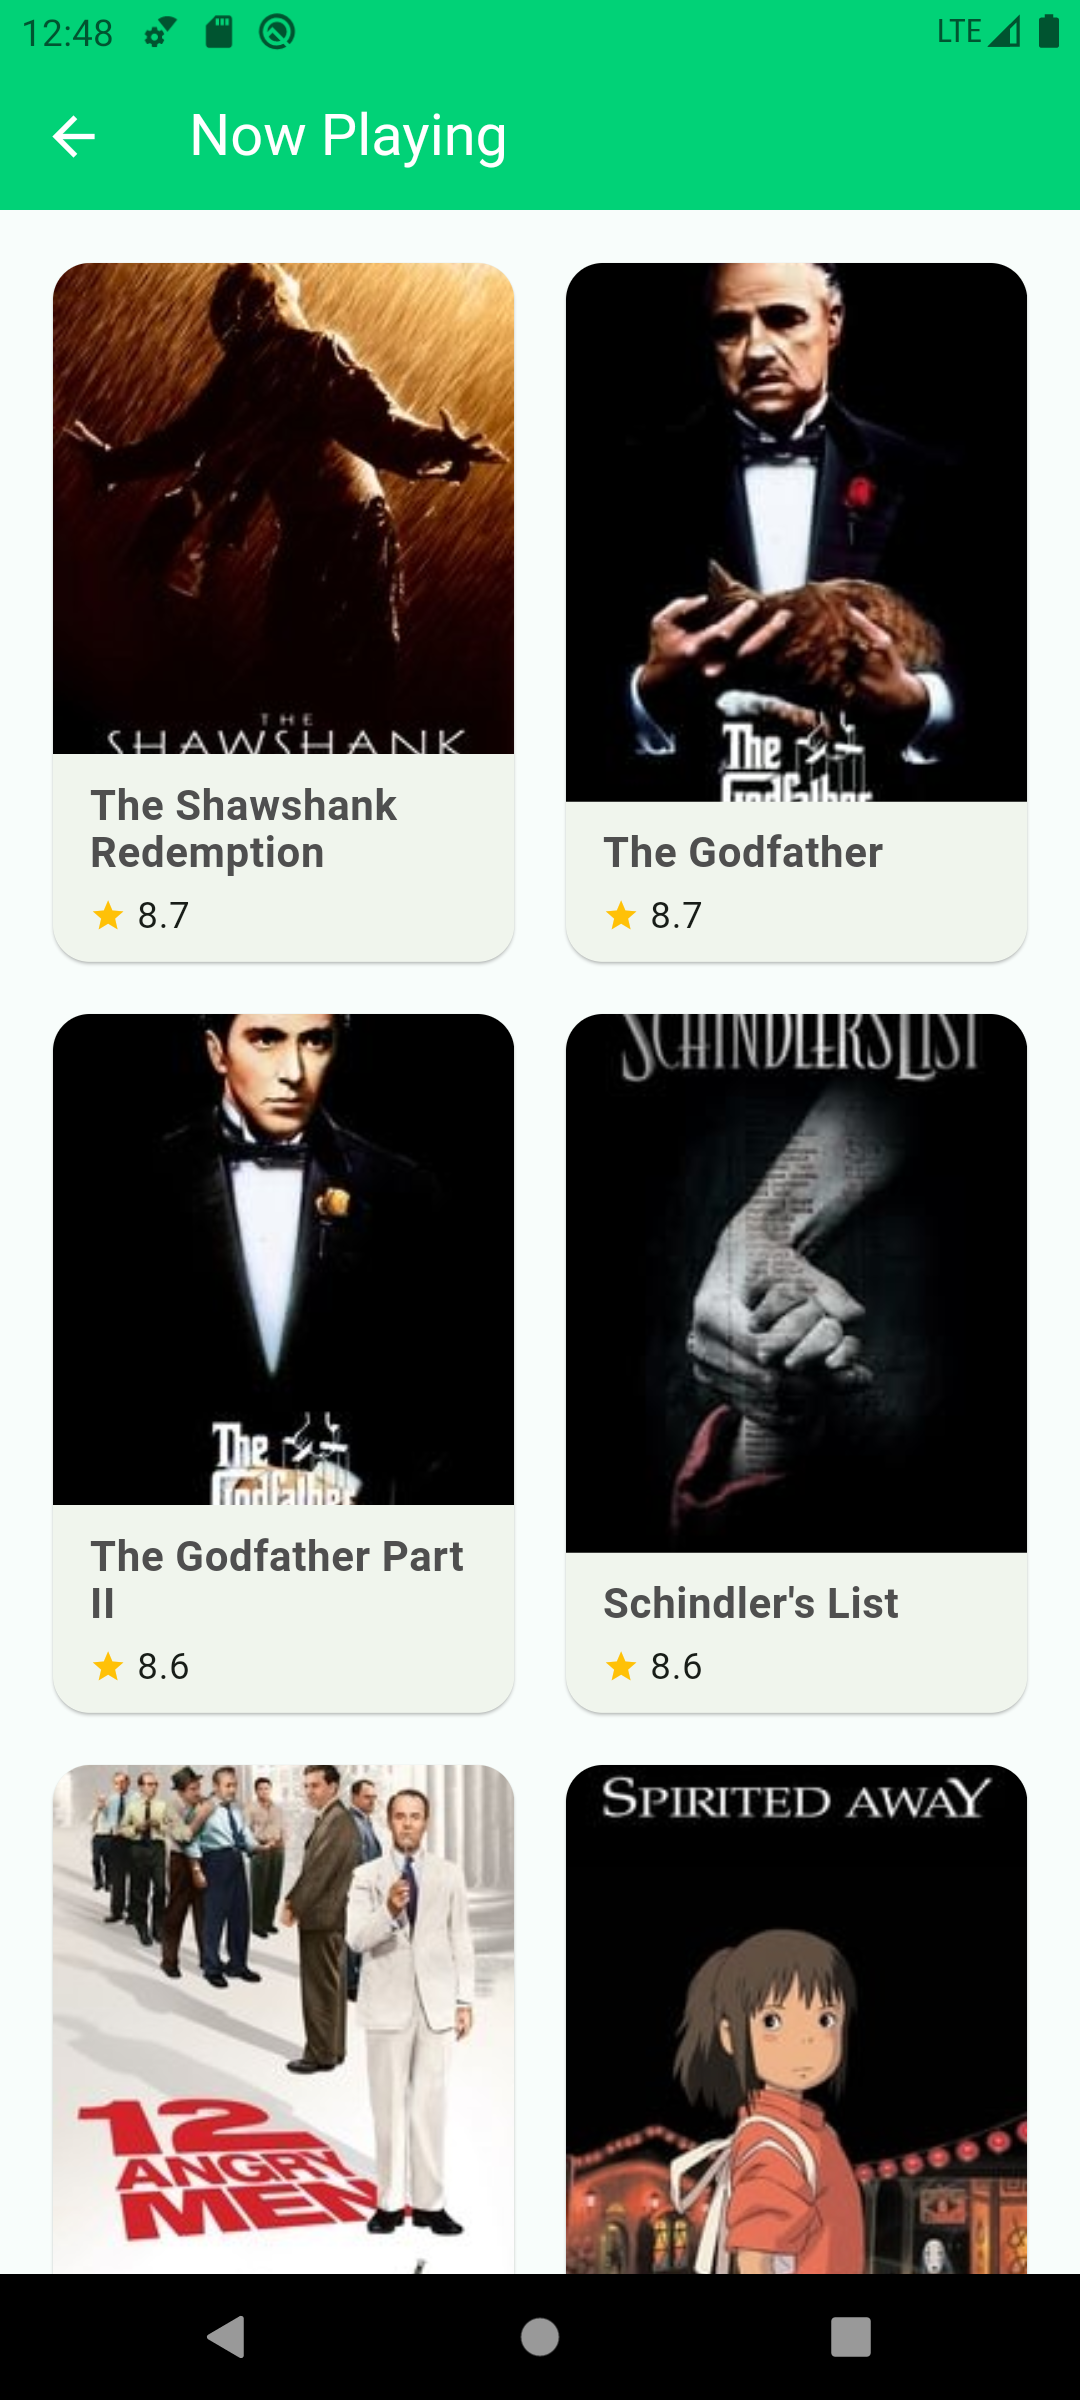 12:48
LTE
Now Playing
THE
SHAWSHANK
The
Godfather
The Shawshank
Redemption
8.7
The Godfather
8.7
The
Godfather
SCHINDLER'S LIST
The Godfather Part
II
8.6
Schindler's List
8.6
12
ANGRY
MEN
SPIRITED AWAY